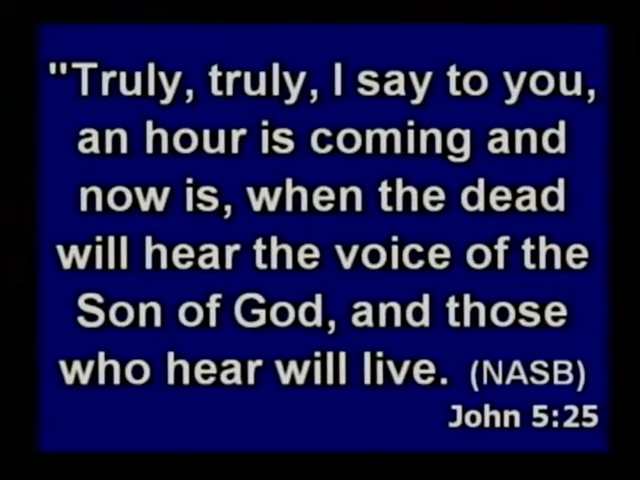 "Truly, truly, I say to you,
an hour is coming and
now is, when the dead
will hear the voice of the
Son of God, and those
who hear will live. (NASB)
John 5:25